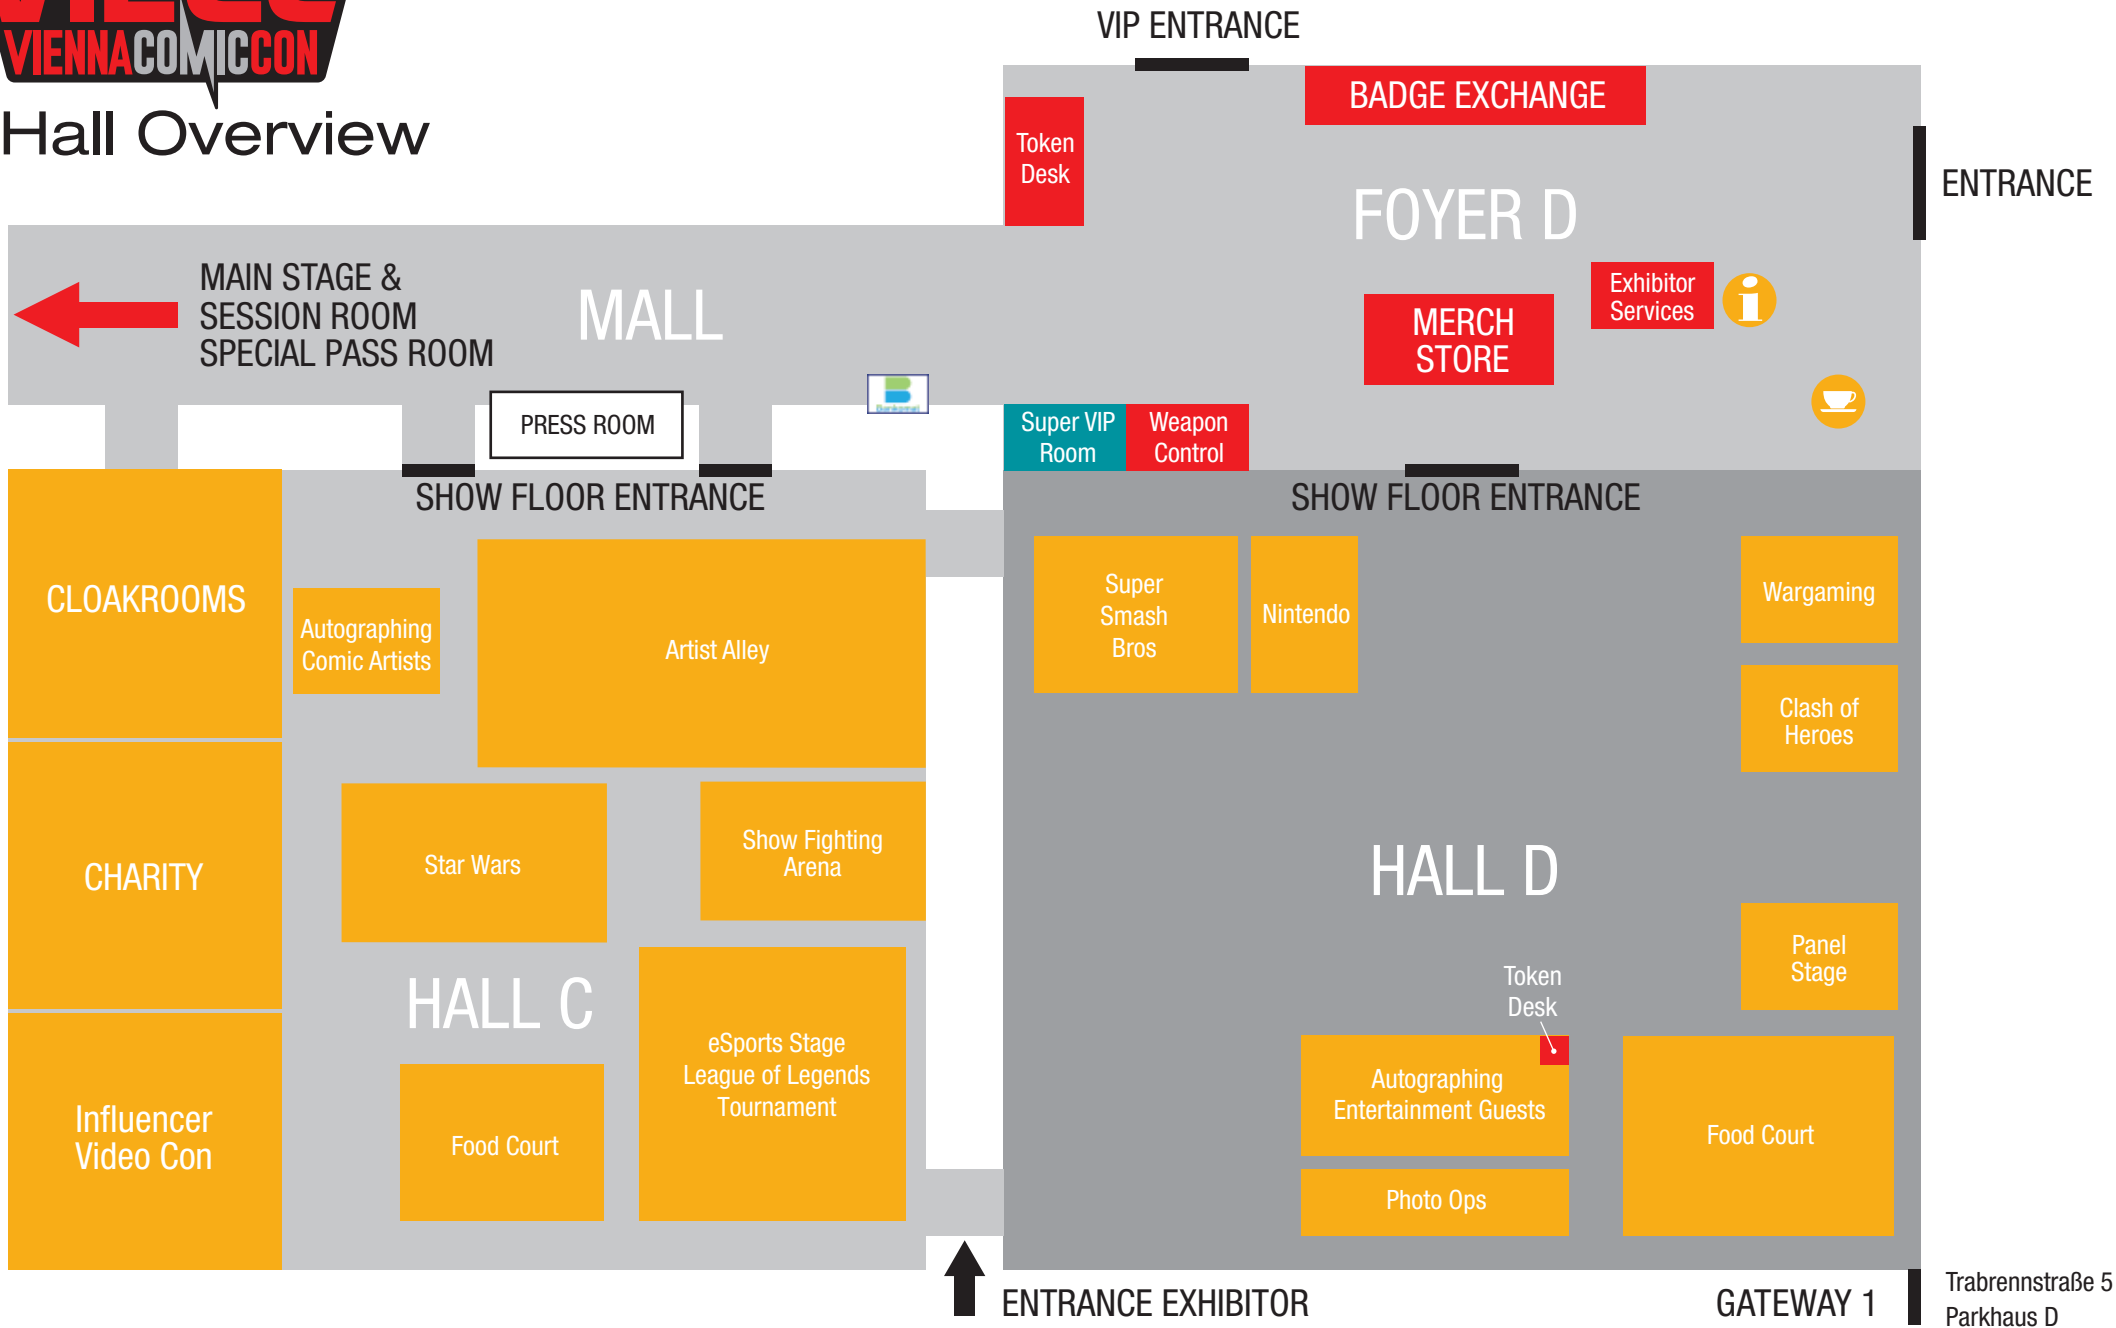 VIECC
VIENNACOMICCON
Hall Overview
VIP ENTRANCE
BADGE EXCHANGE
Token
Desk
ENTRANCE
FOYER D
MAIN STAGE &
SESSION ROOM
SPECIAL PASS ROOM
MALL
Exhibitor
Services
i
MERCH
STORE
Bankomat
PRESS ROOM
Super VIP
Room
Weapon
Control
SHOW FLOOR ENTRANCE
SHOW FLOOR ENTRANCE
CLOAKROOMS
Autographing
Comic Artists
Artist Alley
Super
Smash
Bros
Nintendo
Wargaming
Clash of
Heroes
CHARITY
Star Wars
Show Fighting
Arena
HALL D
HALL C
Panel
Stage
Token
Desk
eSports Stage
League of Legends
Tournament
Autographing
Entertainment Guests
Influencer
Video Con
Food Court
Food Court
Photo Ops
ENTRANCE EXHIBITOR
GATEWAY 1
Trabrennstraße 5
Parkhaus D